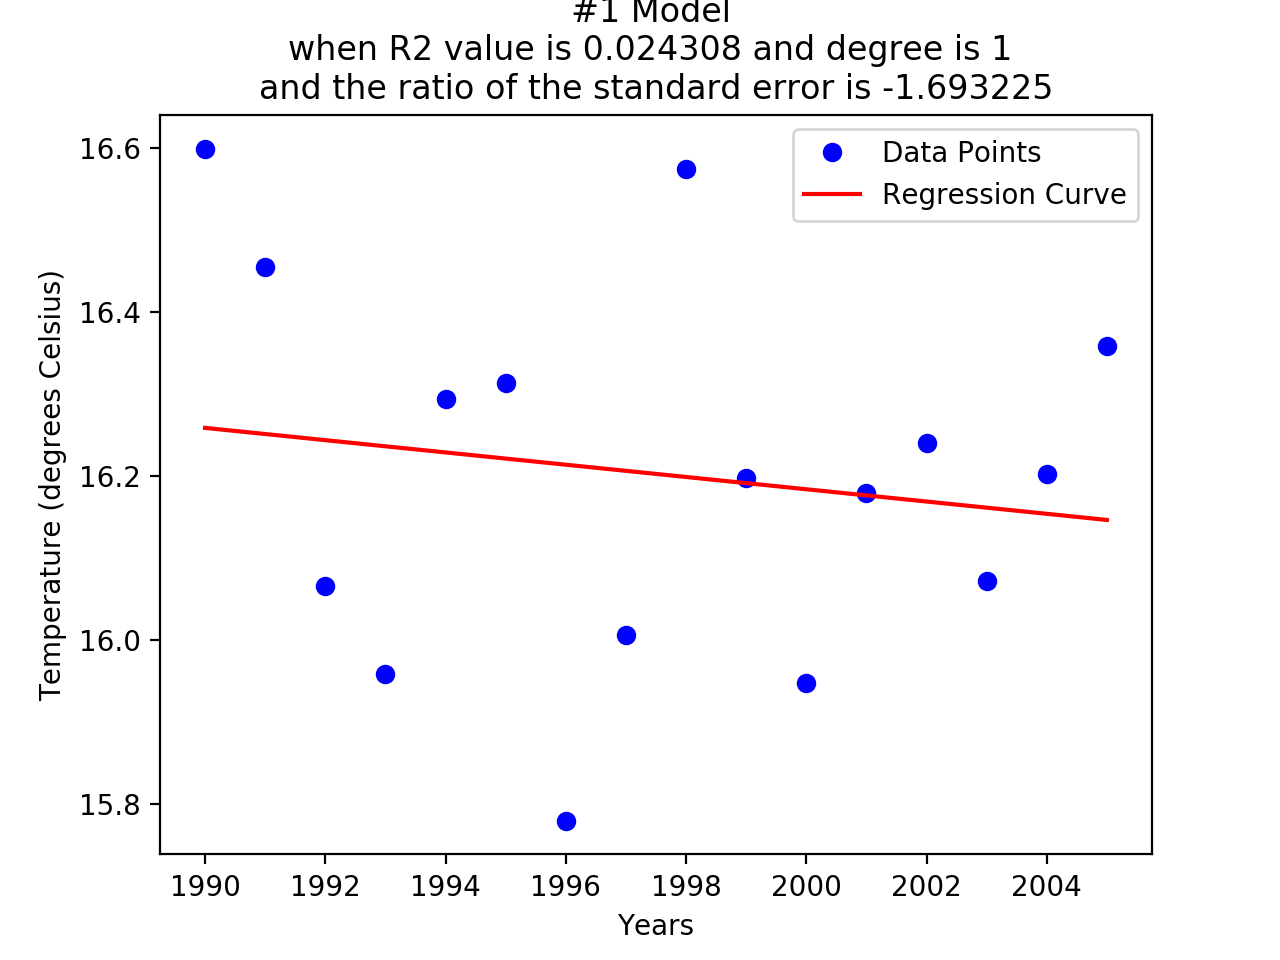 #1 Model
when R2 value is 0.024308 and degree is 1
and the ratio of the standard error is -1.693225
Data Points
Regression Curve
Temperature (degrees Celsius)
16.6
16.4
16.2
16.0
15.8
1990 1992 1994 1996 1998 2000 2002 2004
Years